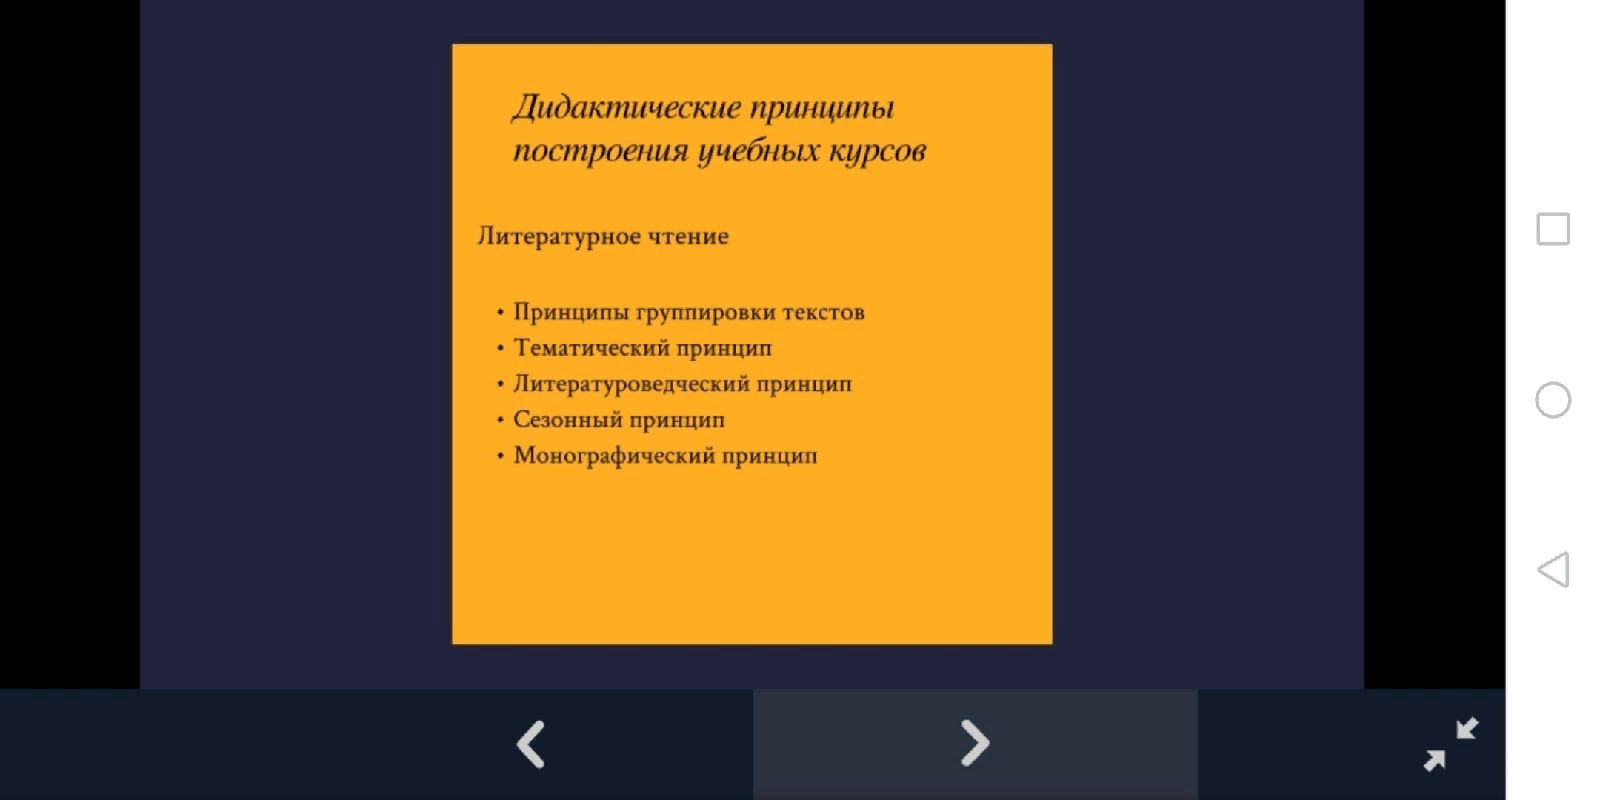 Дидактические принципы
построения учебных курсов
Литературное чтение
• Принципы группировки текстов
• Тематический принцип
• Литературоведческий принцип
• Сезонный принцип
• Монографический принцип